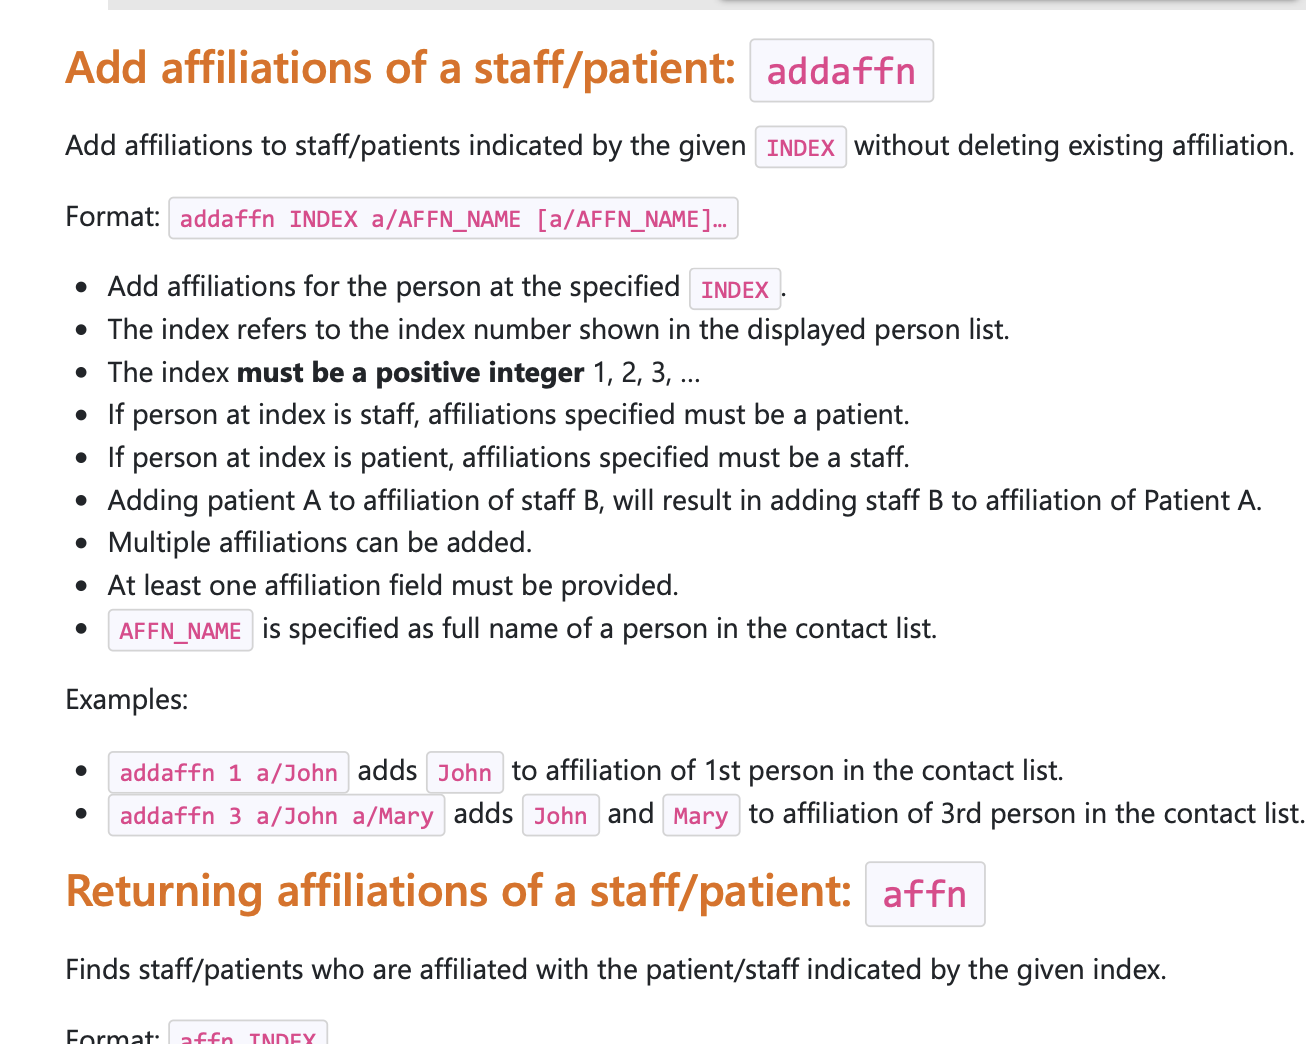 Add affiliations of a staff/patient: addaffn
Add affiliations to staff/patients indicated by the given INDEX without deleting existing affiliation.
Format: addaffn INDEX a/AFFN_NAME [a/AFFN_NAME]…
• Add affiliations for the person at the specified INDEX.
• The index refers to the index number shown in the displayed person list.
• The index must be a positive integer 1, 2, 3, …
• If person at index is staff, affiliations specified must be a patient.
• If person at index is patient, affiliations specified must be a staff.
• Adding patient A to affiliation of staff B, will result in adding staff B to affiliation of Patient A.
• Multiple affiliations can be added.
• At least one affiliation field must be provided.
• AFFN_NAME is specified as full name of a person in the contact list.
Examples:
• addaffn 1 a/John adds John to affiliation of 1st person in the contact list.
• addaffn 3 a/John a/Mary adds John and Mary to affiliation of 3rd person in the contact list.
Returning affiliations of a staff/patient: affn
Finds staff/patients who are affiliated with the patient/staff indicated by the given index.
Format: affn INDEX